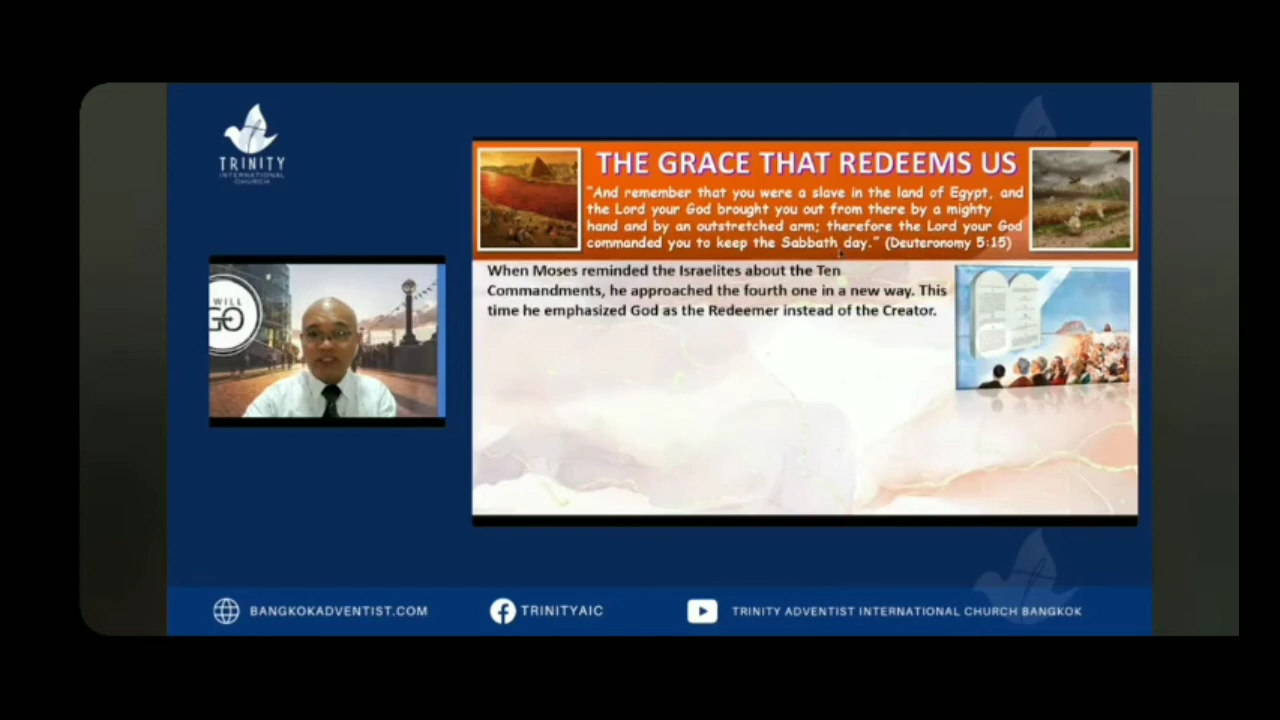 TRINITY
INTERNATIONAL
CHURCH
THE GRACE THAT REDEEMS US
"And remember that you were a slave in the land of Egypt, and
the Lord your God brought you out from there by a mighty
hand and by an outstretched arm; therefore the Lord your God
commanded you to keep the Sabbath day." (Deuteronomy 5:15)
When Moses reminded the Israelites about the Ten
Commandments, he approached the fourth one in a new way. This
time he emphasized God as the Redeemer instead of the Creator.
WILL
GO
BANGKOKADVENTIST.COM
TRINITYAIC
TRINITY ADVENTIST INTERNATIONAL CHURCH BANGKOK